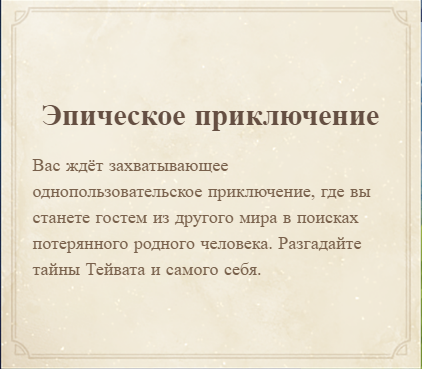 Эпическое приключение
Вас ждёт захватывающее
однопользовательское приключение, где вы
станете гостем из другого мира в поисках
потерянного родного человека. Разгадайте
тайны Тейвата и самого себя.